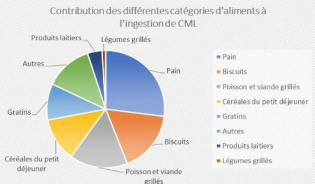 Contribution des différentes catégories d'aliments à
l'ingestion de CML
Produits laitiers
Légumes grillés
Autres
Pain
Gratins
Céréales du petit
déjeuner
Biscuits
Poisson et viande
grillés
Pain
Biscuits
Poisson et viande grillés
Céréales du petit déjeuner
Gratins
Autres
Produits laitiers
Légumes grillés